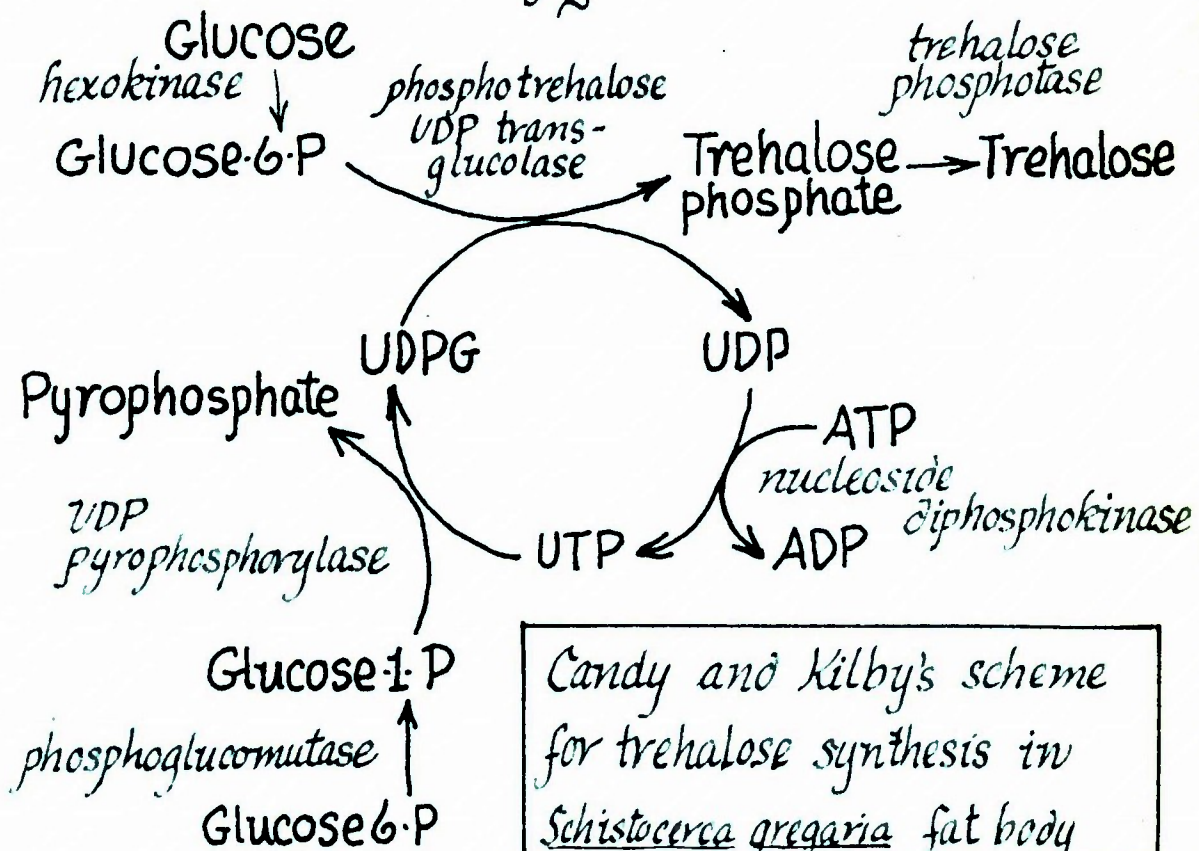 Glucose
hexokinase
Glucose·6·P
phosphotrehalose
UDP trans-
glucolase
trehalose
phosphotase
Trehalose
phosphate
Trehalose
UDPG
UDP
Pyrophosphate
ATP
nucleoside
diphosphokinase
UDP
pyrophosphorylase
UTP
ADP
Glucose·1·P
phosphoglucomutase
Glucose6·P
Candy and Kilby's scheme
for trehalose synthesis in
Schistocerca gregaria fat body